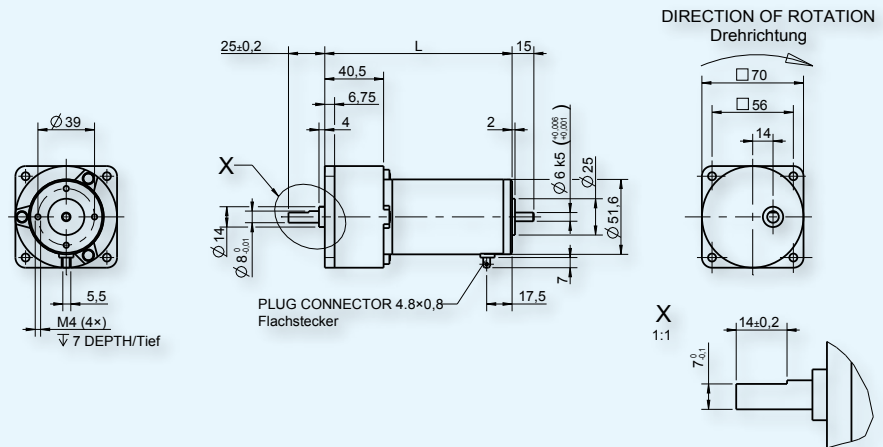 DIRECTION OF ROTATION
Drehrichtung
25±0,2
L
15
40,5
6,75
4
2
Ø 6 k5 (+0,006 +0,001)
Ø 25
Ø 51,6
□ 70
□ 56
14
Ø 39
X
Ø 14
Ø 8 0 -0,01
5,5
M4 (4×)
↧ 7 DEPTH/Tief
PLUG CONNECTOR 4.8×0,8
Flachstecker
17,5
7
X
1:1
14±0,2
7 0 -0,1